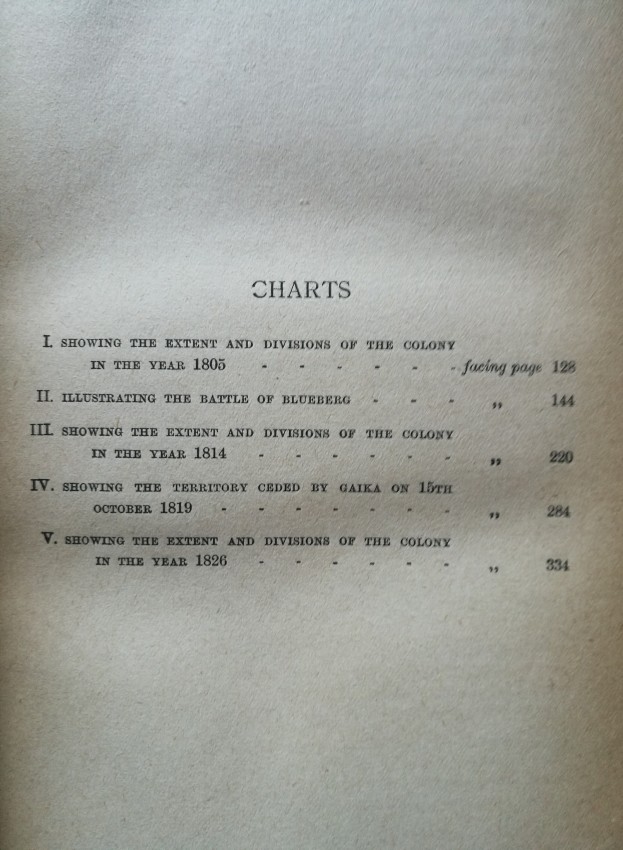 CHARTS
I. SHOWING THE EXTENT AND DIVISIONS OF THE COLONY
IN THE YEAR 1805 - - - - - - facing page 128
II. ILLUSTRATING THE BATTLE OF BLUEBERG - - - „ 144
III. SHOWING THE EXTENT AND DIVISIONS OF THE COLONY
IN THE YEAR 1814 - - - - - - „ 220
IV. SHOWING THE TERRITORY CEDED BY GAIKA ON 15TH
OCTOBER 1819 - - - - - - - „ 284
V. SHOWING THE EXTENT AND DIVISIONS OF THE COLONY
IN THE YEAR 1826 - - - - - - „ 334